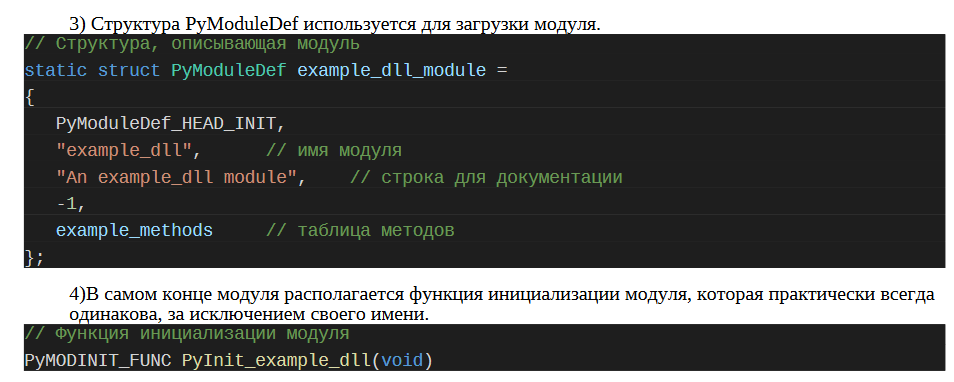 3) Структура PyModuleDef используется для загрузки модуля.
// Структура, описывающая модуль
static struct PyModuleDef example_dll_module =
{
   PyModuleDef_HEAD_INIT,
   "example_dll",      // имя модуля
   "An example_dll module",    // строка для документации
   -1,
   example_methods     // таблица методов
};
4)В самом конце модуля располагается функция инициализации модуля, которая практически всегда
одинакова, за исключением своего имени.
// Функция инициализации модуля
PyMODINIT_FUNC PyInit_example_dll(void)